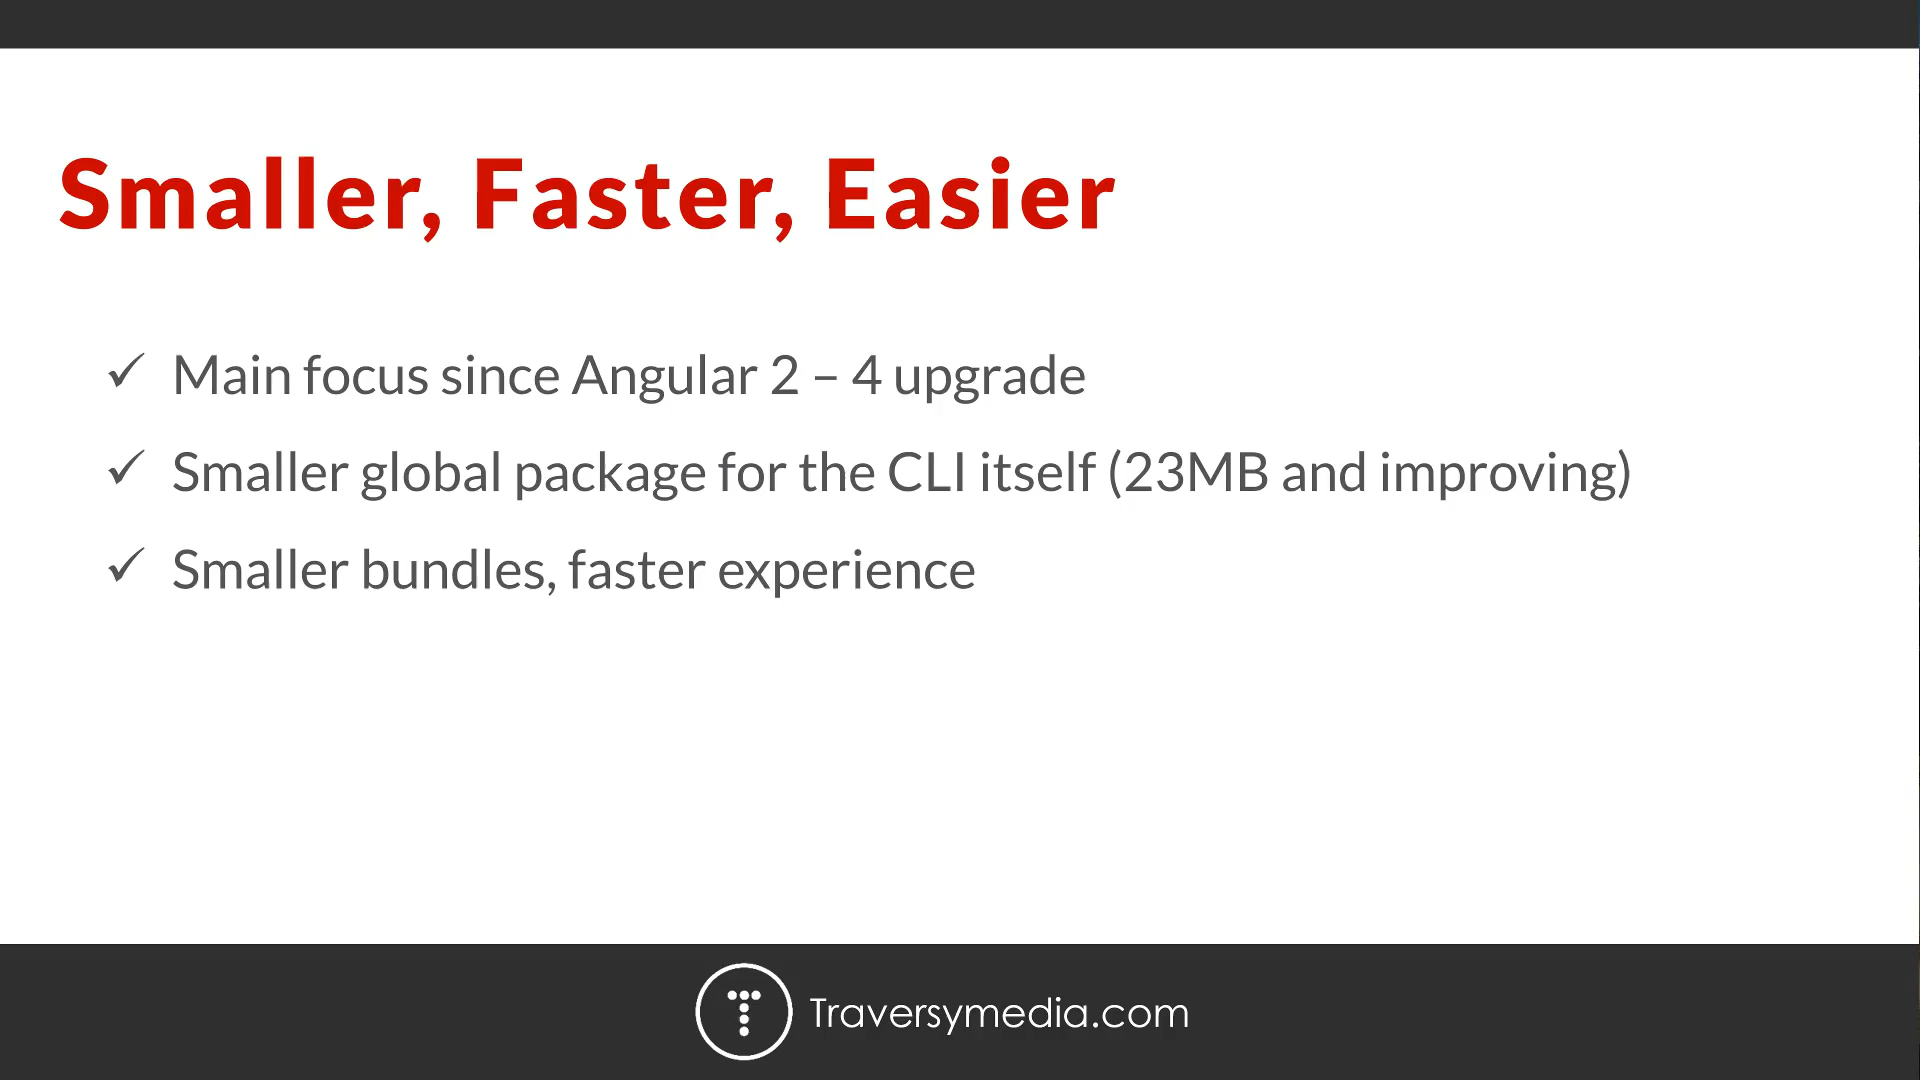 Smaller, Faster, Easier
✓ Main focus since Angular 2 – 4 upgrade
✓ Smaller global package for the CLI itself (23MB and improving)
✓ Smaller bundles, faster experience
T Traversymedia.com